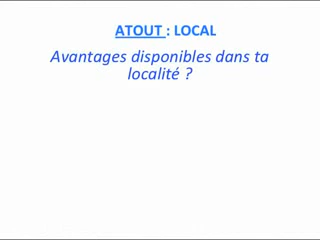 ATOUT : LOCAL
Avantages disponibles dans ta
localité ?